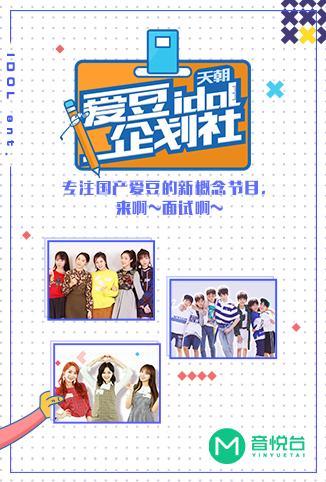 IDOL ent.
天朝
爱豆idol
企划社
专注国产爱豆的新概念节目，
来啊～面试啊～
音悦台
YINYUETAI